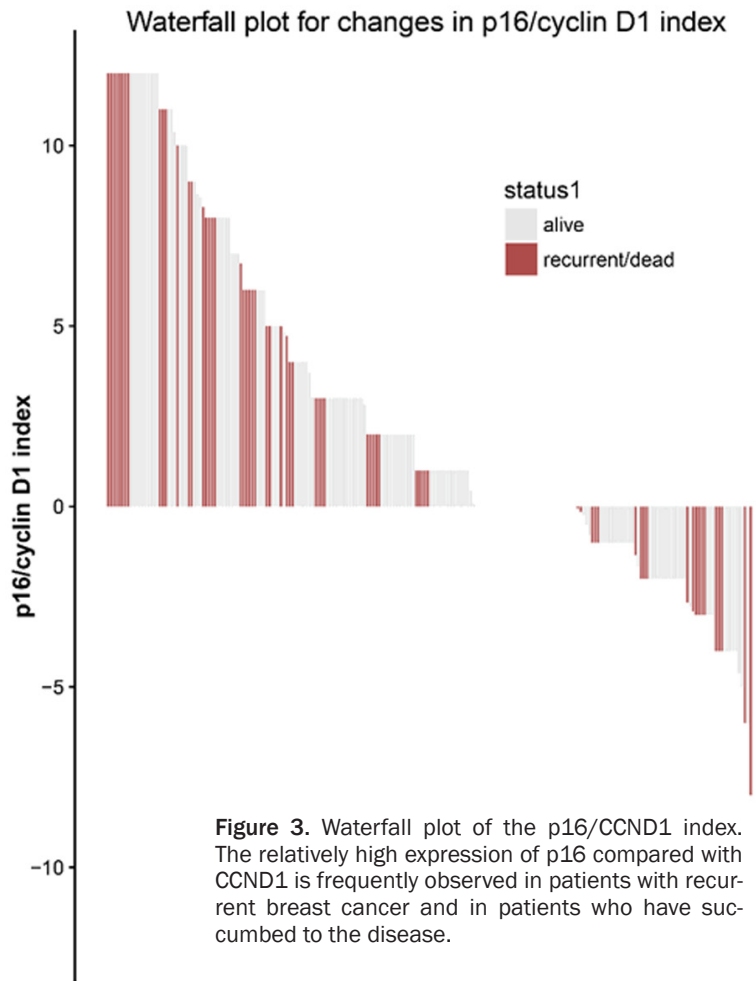 Waterfall plot for changes in p16/cyclin D1 index
10
5
0
−5
−10
p16/cyclin D1 index
status1
alive
recurrent/dead
Figure 3. Waterfall plot of the p16/CCND1 index.
The relatively high expression of p16 compared with
CCND1 is frequently observed in patients with recur-
rent breast cancer and in patients who have suc-
cumbed to the disease.